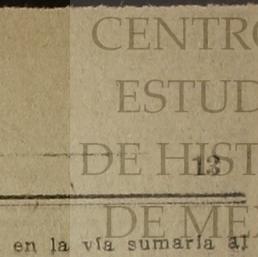 CENTRO
ESTUD
DE HIST
13
DE ME
en la vía sumaria al